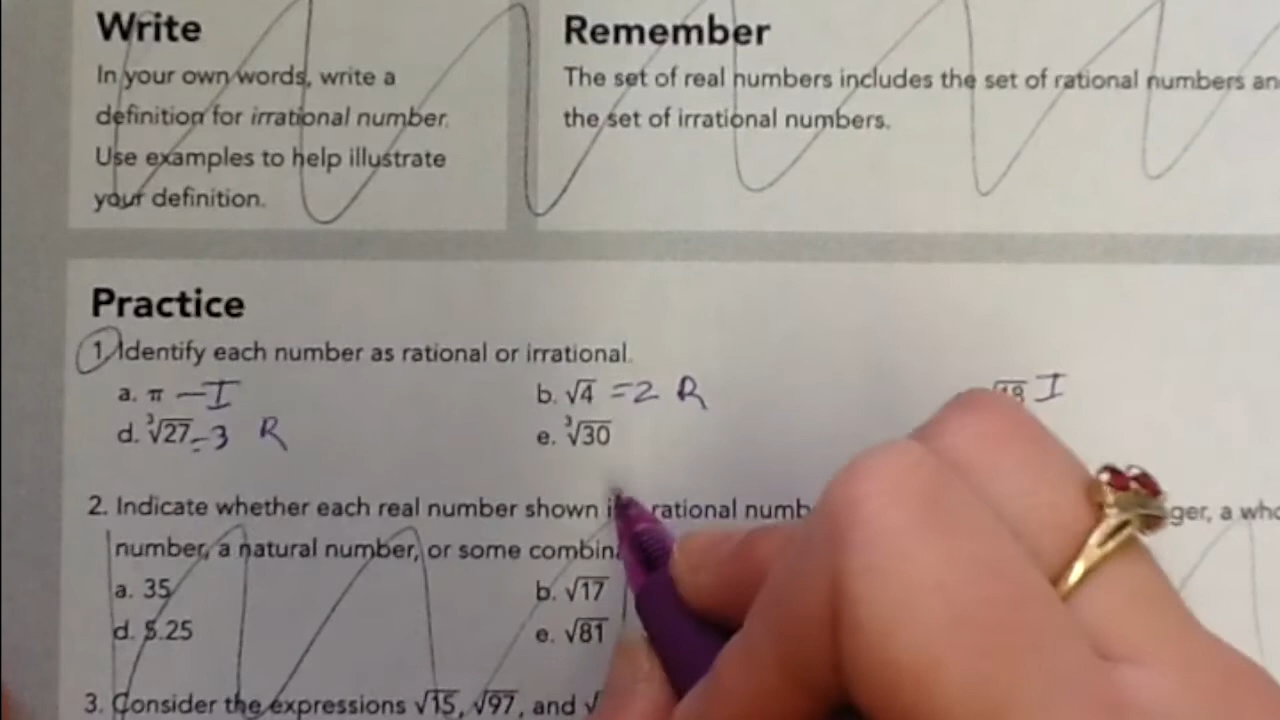 Write
In your own words, write a
definition for irrational number.
Use examples to help illustrate
your definition.
Remember
The set of real numbers includes the set of rational numbers an
the set of irrational numbers.
Practice
1. Identify each number as rational or irrational.
a. π — I
b. √4 = 2 R
√18 I
d. ∛27 = 3 R
e. ∛30
2. Indicate whether each real number shown rational numb ger, a who
number, a natural number, or some combin
a. 35
b. √17
d. 5.25
e. √81
3. Consider the expressions √15, √97, and √